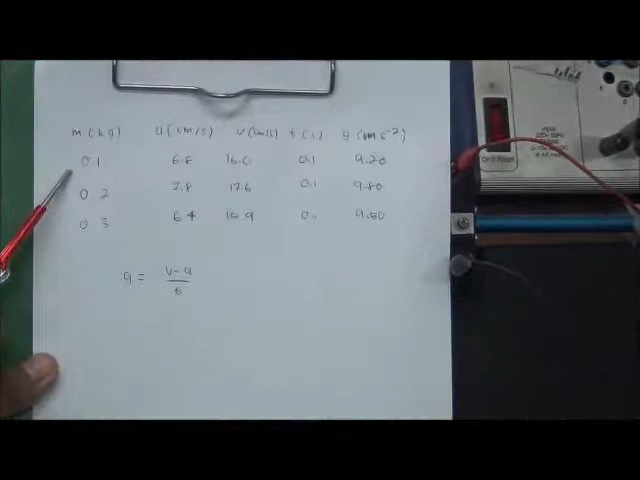 m (kg) u (cm/s) v (cm/s) t (s) g (ms⁻²)
0.1 6.8 16.0 0.1 9.20
0.2 7.8 17.6 0.1 9.80
0.3 6.4 15.9 0.1 9.50
g = v-u
t